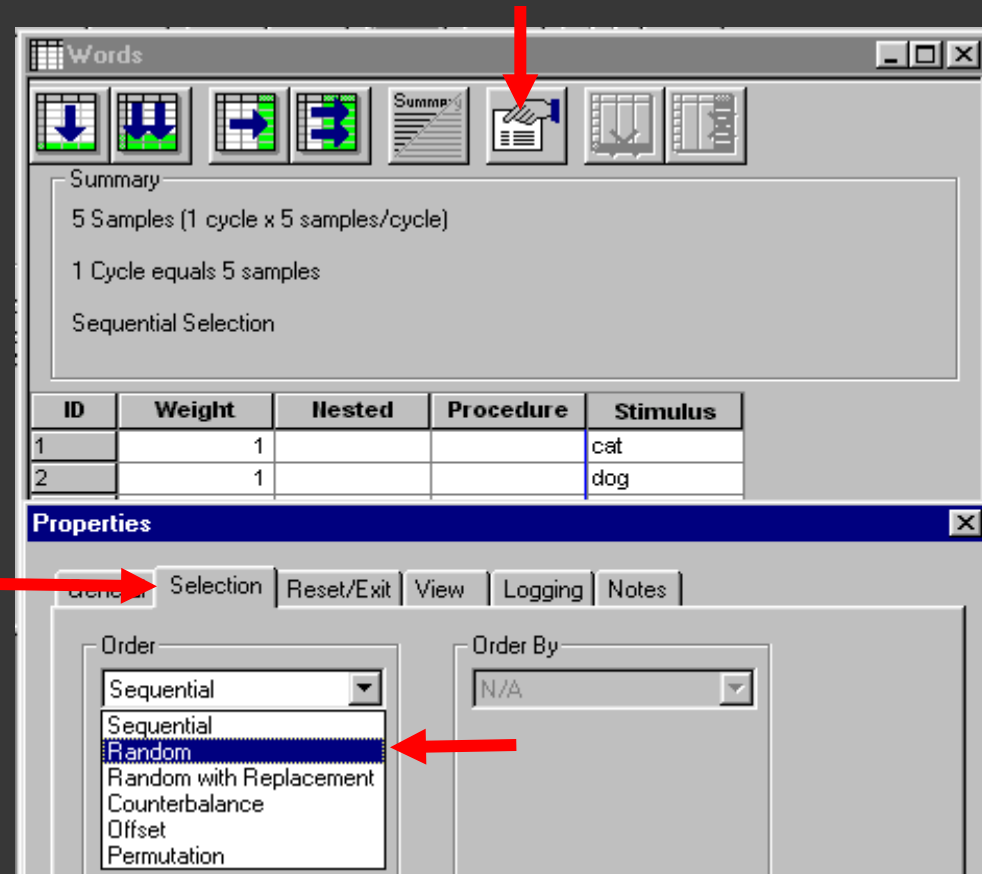 Words
Summary
Summary
5 Samples (1 cycle x 5 samples/cycle)
1 Cycle equals 5 samples
Sequential Selection
ID Weight Nested Procedure Stimulus
1 1 cat
2 1 dog
Properties
General Selection Reset/Exit View Logging Notes
Order Order By
Sequential N/A
Sequential
Random
Random with Replacement
Counterbalance
Offset
Permutation